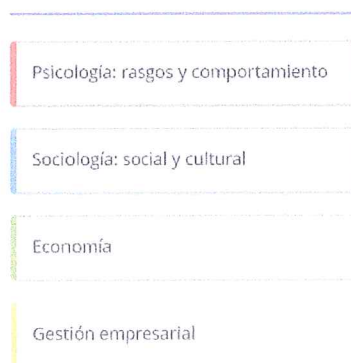 Psicología: rasgos y comportamiento
Sociología: social y cultural
Economía
Gestión empresarial